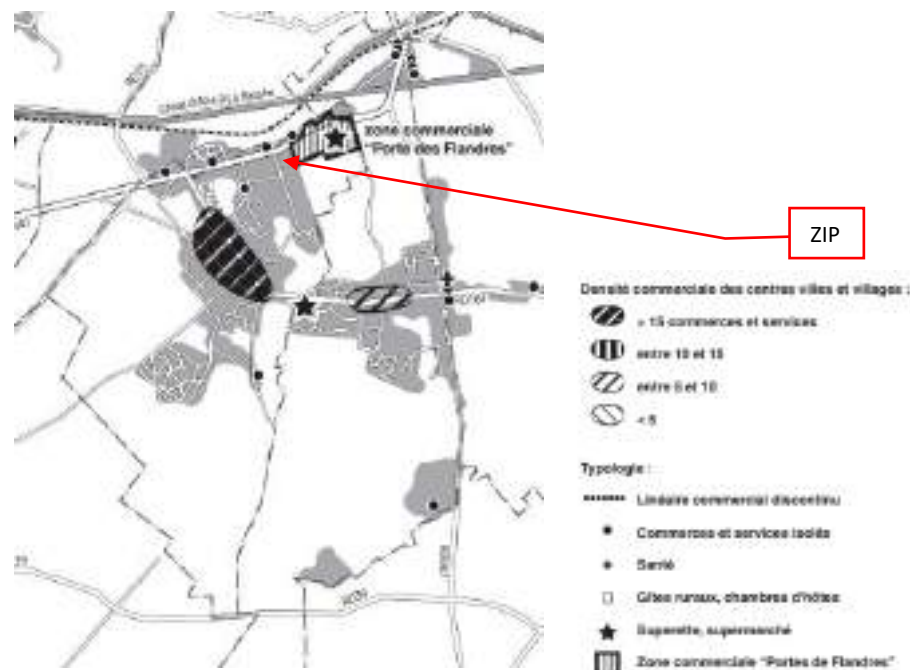 zone commerciale
"Porte des Flandres"
ZIP
Densité commerciale des centres villes et villages :
> 15 commerces et services
entre 10 et 15
entre 5 et 10
< 5
Typologie :
Linéaire commercial discontinu
Commerces et services isolés
Santé
Gîtes ruraux, chambres d'hôtes
Superette, supermarché
Zone commerciale "Portes de Flandres"